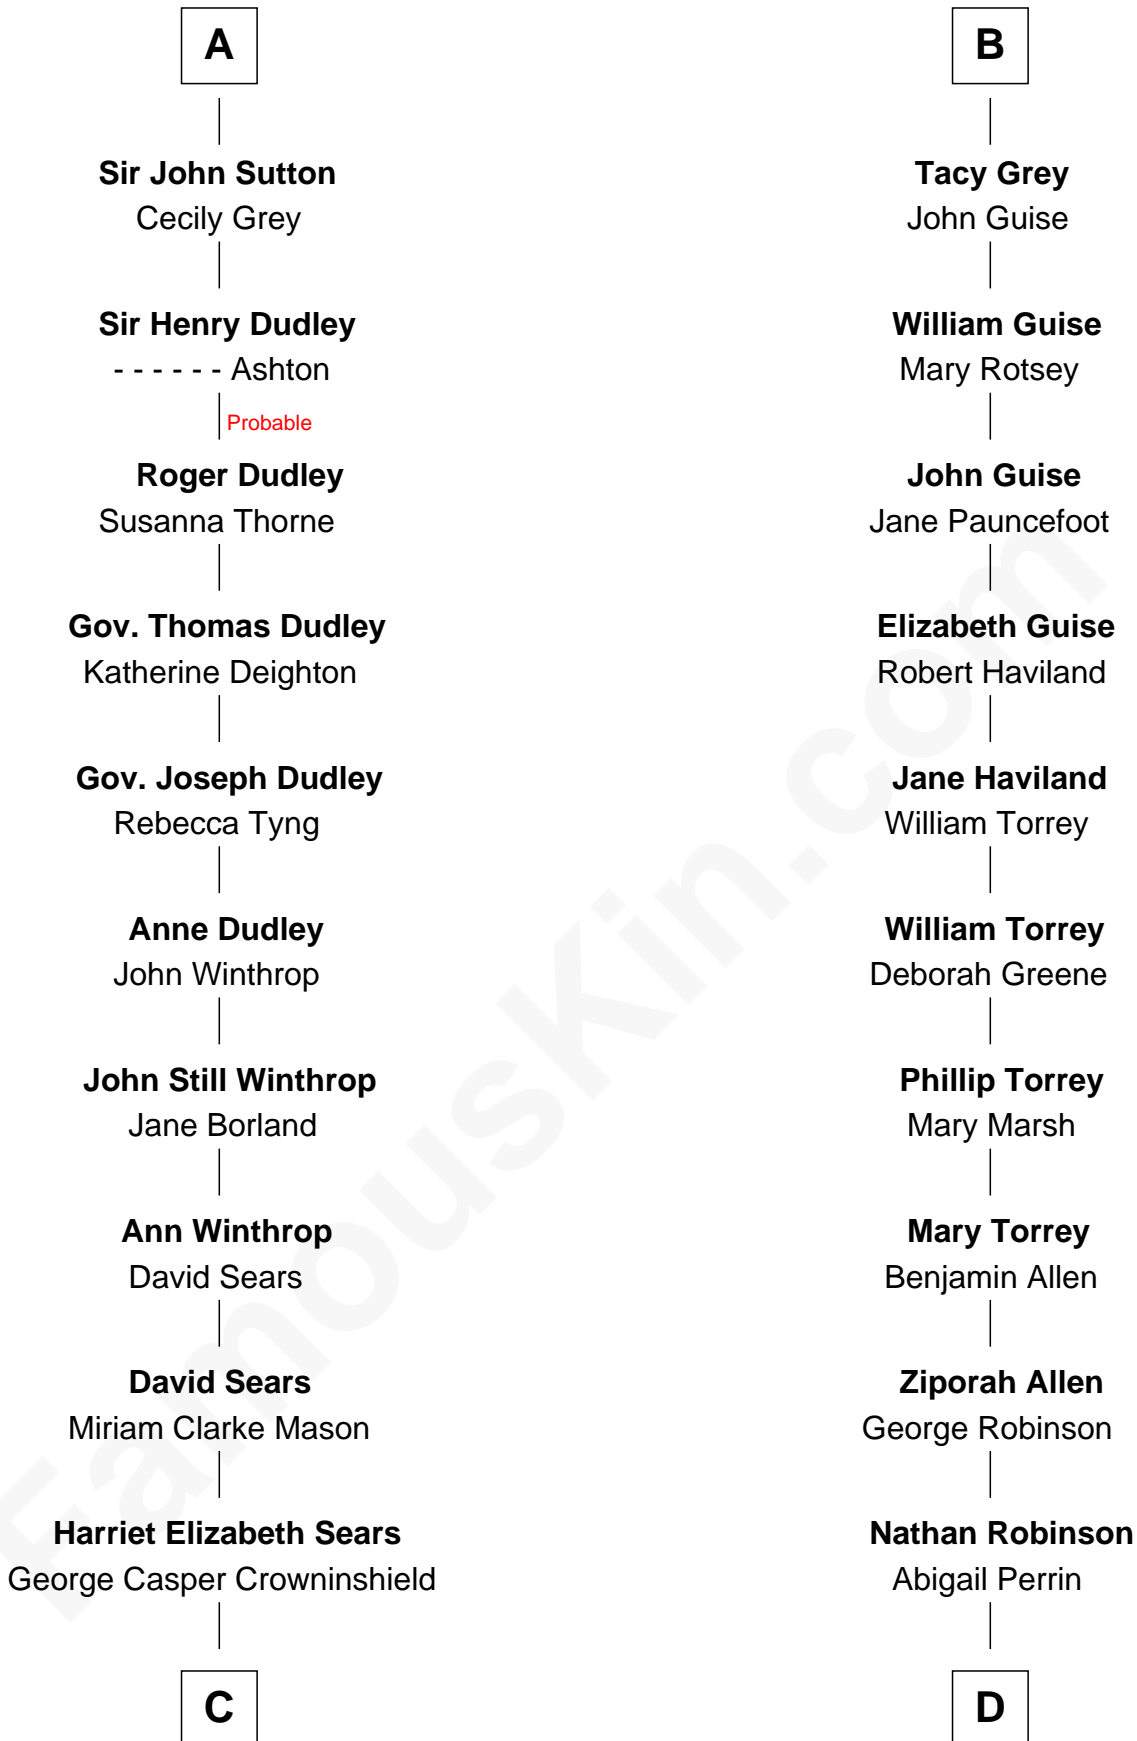 A
Sir John Sutton
Cecily Grey
Sir Henry Dudley
- - - - - - Ashton
Probable
Roger Dudley
Susanna Thorne
Gov. Thomas Dudley
Katherine Deighton
Gov. Joseph Dudley
Rebecca Tyng
Anne Dudley
John Winthrop
John Still Winthrop
Jane Borland
Ann Winthrop
David Sears
David Sears
Miriam Clarke Mason
Harriet Elizabeth Sears
George Casper Crowninshield
C
B
Tacy Grey
John Guise
William Guise
Mary Rotsey
John Guise
Jane Pauncefoot
Elizabeth Guise
Robert Haviland
Jane Haviland
William Torrey
William Torrey
Deborah Greene
Phillip Torrey
Mary Marsh
Mary Torrey
Benjamin Allen
Ziporah Allen
George Robinson
Nathan Robinson
Abigail Perrin
D
FamousKin.com